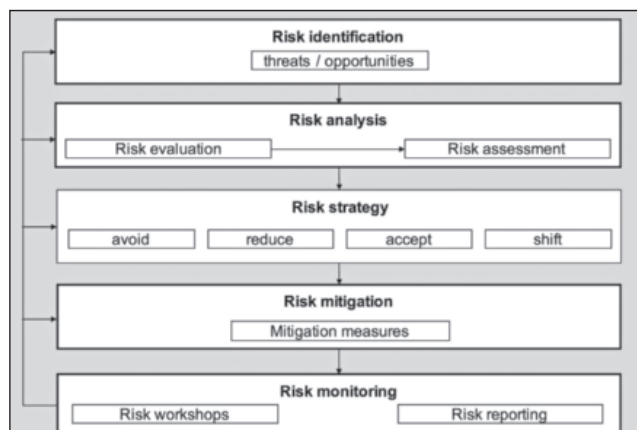 Risk identification
threats / opportunities
Risk analysis
Risk evaluation
Risk assessment
Risk strategy
avoid
reduce
accept
shift
Risk mitigation
Mitigation measures
Risk monitoring
Risk workshops
Risk reporting